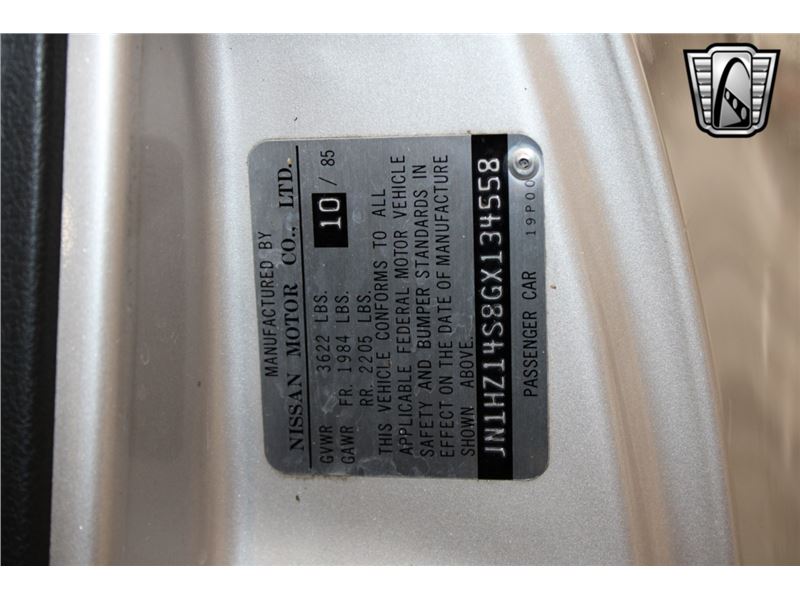 MANUFACTURED BY
NISSAN MOTOR CO., LTD.
10 / 85
GVWR 3622 LBS.
GAWR FR. 1984 LBS.
RR. 2205 LBS.
THIS VEHICLE CONFORMS TO ALL
APPLICABLE FEDERAL MOTOR VEHICLE
SAFETY AND BUMPER STANDARDS IN
EFFECT ON THE DATE OF MANUFACTURE
SHOWN ABOVE.
JN1HZ14S8GX134558
PASSENGER CAR